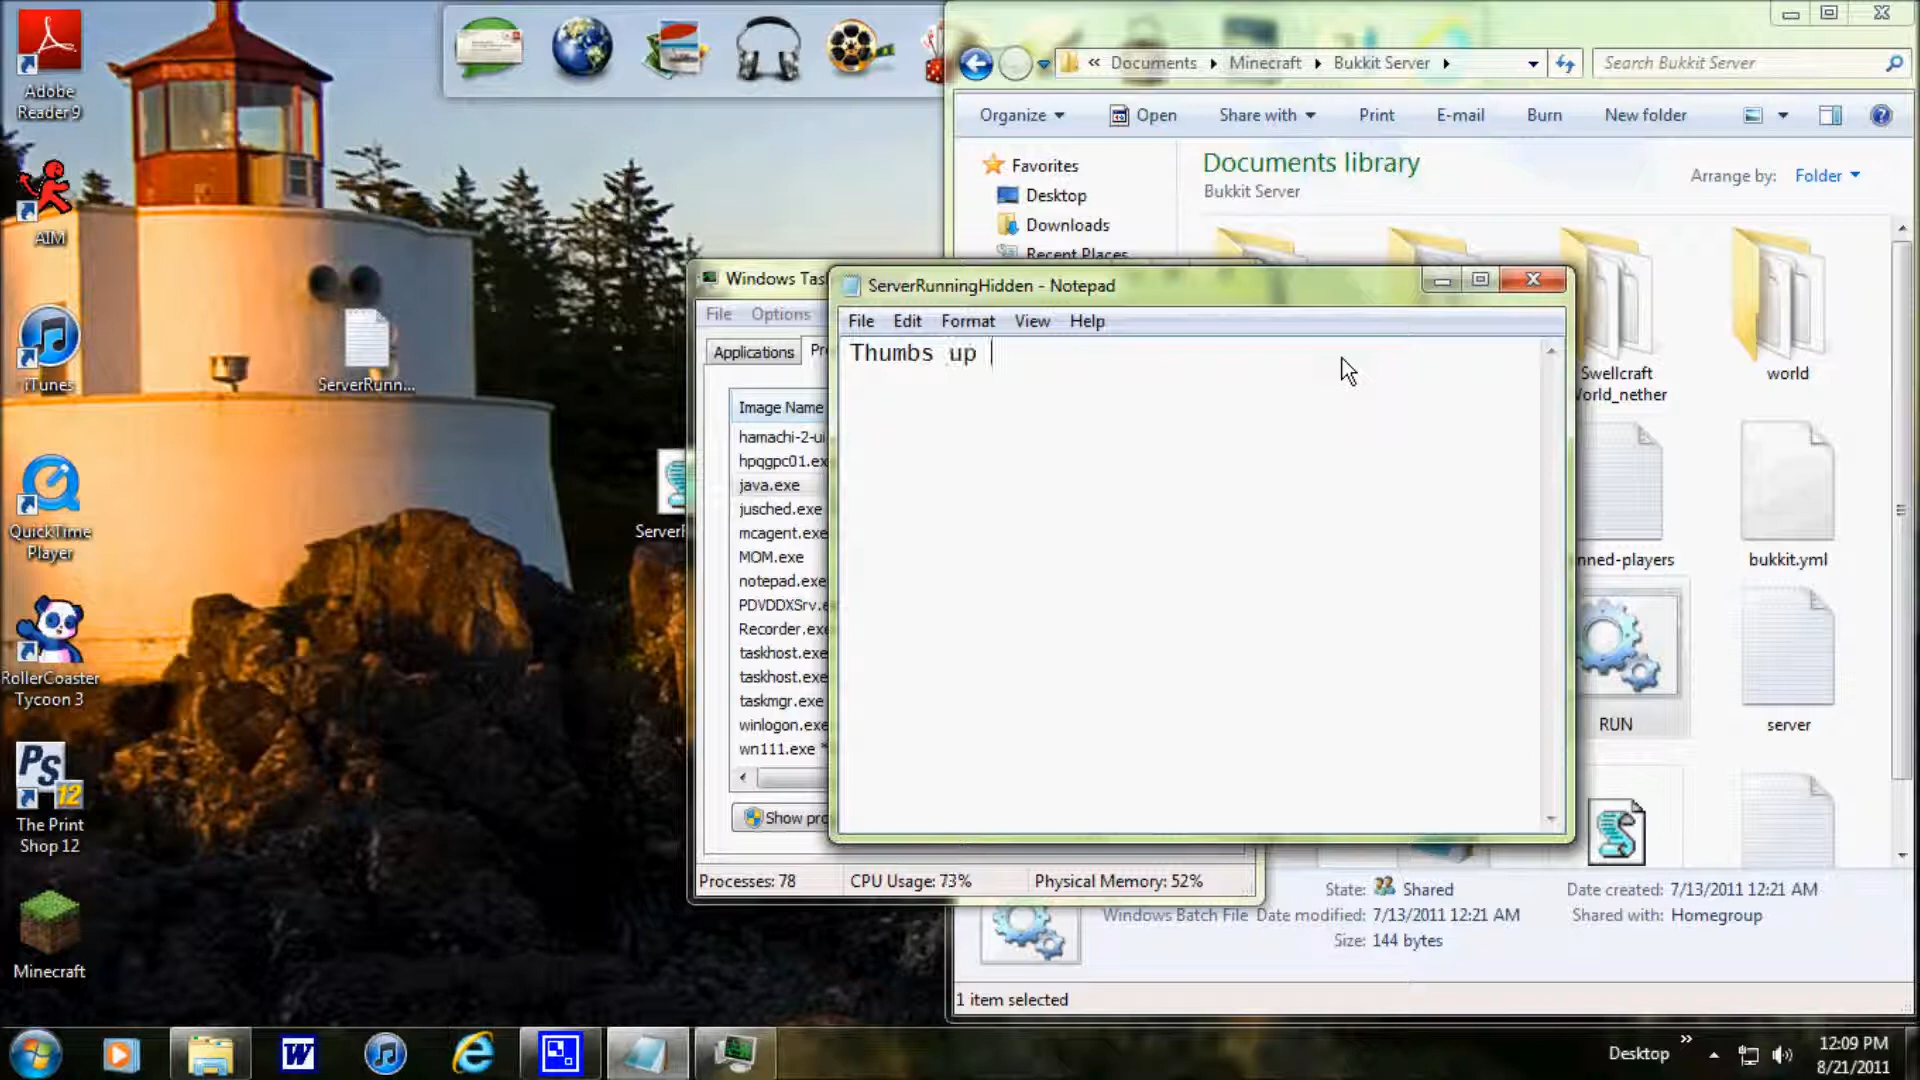 Adobe
Reader 9
AIM
iTunes
QuickTime
Player
RollerCoaster
Tycoon 3
PS
12
The Print
Shop 12
Minecraft
ServerRunn...
« Documents Minecraft Bukkit Server
Search Bukkit Server
Organize Open Share with Print E-mail Burn New folder
Favorites
Desktop
Downloads
Recent Places
Documents library
Bukkit Server
Arrange by: Folder
Swellcraft
World_nether
world
bukkit.yml
RUN
server
State: Shared
Date created: 7/13/2011 12:21 AM
Windows Batch File Date modified: 7/13/2011 12:21 AM
Shared with: Homegroup
Size: 144 bytes
1 item selected
Windows Tas
File Options
Applications
Image Name
hamachi-2-ui
hpqgpc01.exe
java.exe
jusched.exe
mcagent.exe
MOM.exe
notepad.exe
PDVDDXSrv.e
Recorder.exe
taskhost.exe
taskhost.exe
taskmgr.exe
winlogon.exe
wn111.exe *
Show pro
Processes: 78
CPU Usage: 73%
Physical Memory: 52%
ServerRunningHidden - Notepad
File Edit Format View Help
Thumbs up
W
Desktop
12:09 PM
8/21/2011